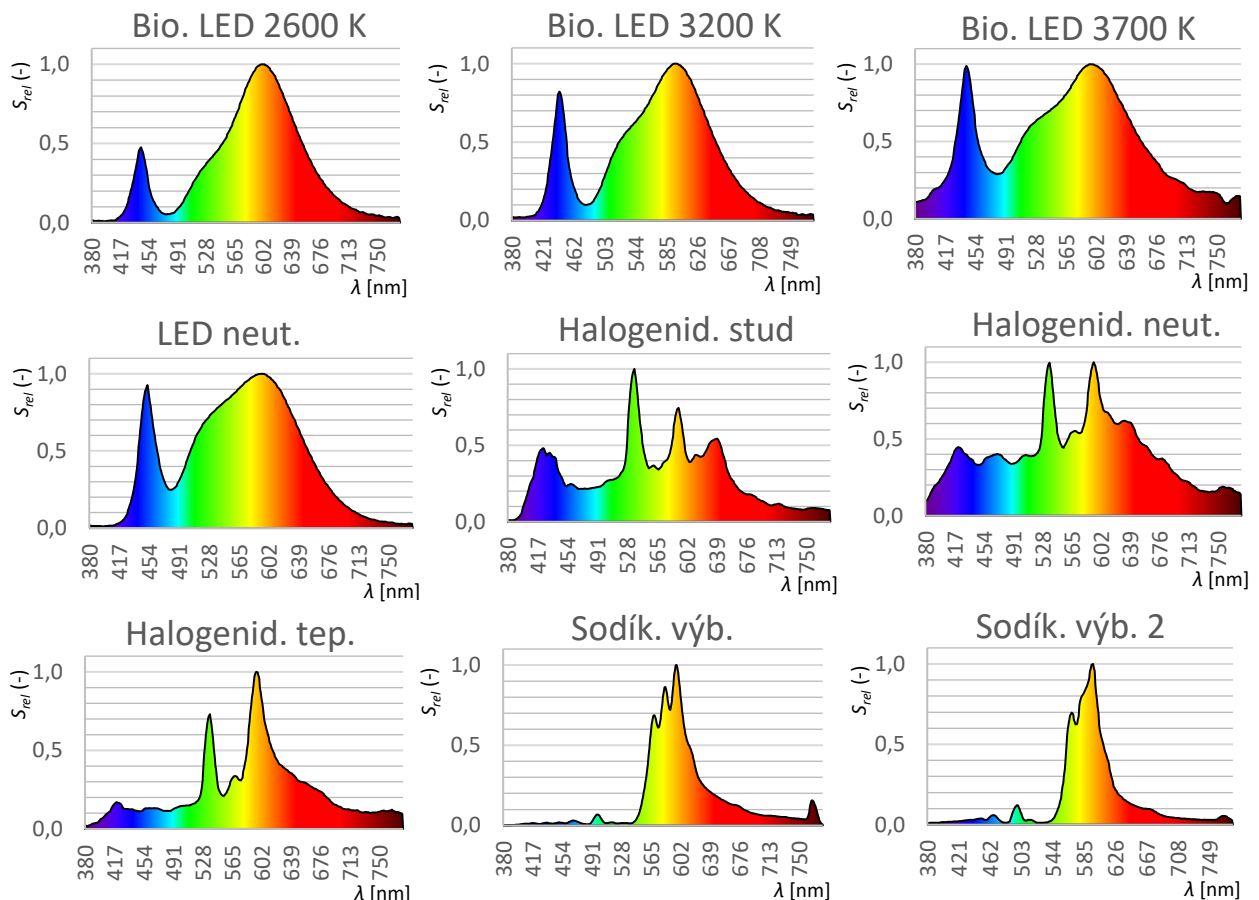 Bio. LED 2600 K
S_rel (-)
1,0
0,5
0,0
380 417 454 491 528 565 602 639 676 713 750
λ [nm]
Bio. LED 3200 K
S_rel (-)
1,0
0,5
0,0
380 421 462 503 544 585 626 667 708 749
λ [nm]
Bio. LED 3700 K
S_rel (-)
1,0
0,5
0,0
380 417 454 491 528 565 602 639 676 713 750
λ [nm]
LED neut.
S_rel (-)
1,0
0,5
0,0
380 417 454 491 528 565 602 639 676 713 750
λ [nm]
Halogenid. stud
S_rel (-)
1,0
0,5
0,0
380 417 454 491 528 565 602 639 676 713 750
λ [nm]
Halogenid. neut.
S_rel (-)
1,0
0,5
0,0
380 417 454 491 528 565 602 639 676 713 750
λ [nm]
Halogenid. tep.
S_rel (-)
1,0
0,5
0,0
380 417 454 491 528 565 602 639 676 713 750
λ [nm]
Sodík. výb.
S_rel (-)
1,0
0,5
0,0
380 417 454 491 528 565 602 639 676 713 750
λ [nm]
Sodík. výb. 2
S_rel (-)
1,0
0,5
0,0
380 421 462 503 544 585 626 667 708 749
λ [nm]